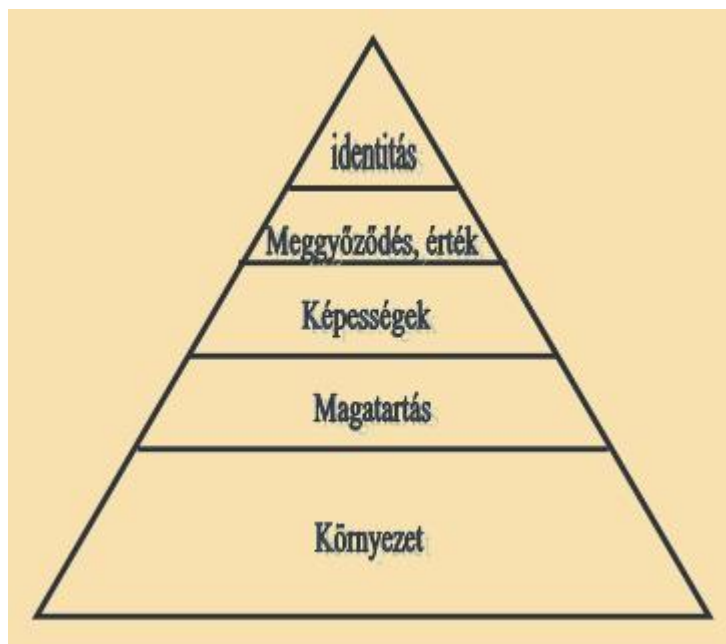 identitás
Meggyőződés, érték
Képességek
Magatartás
Környezet